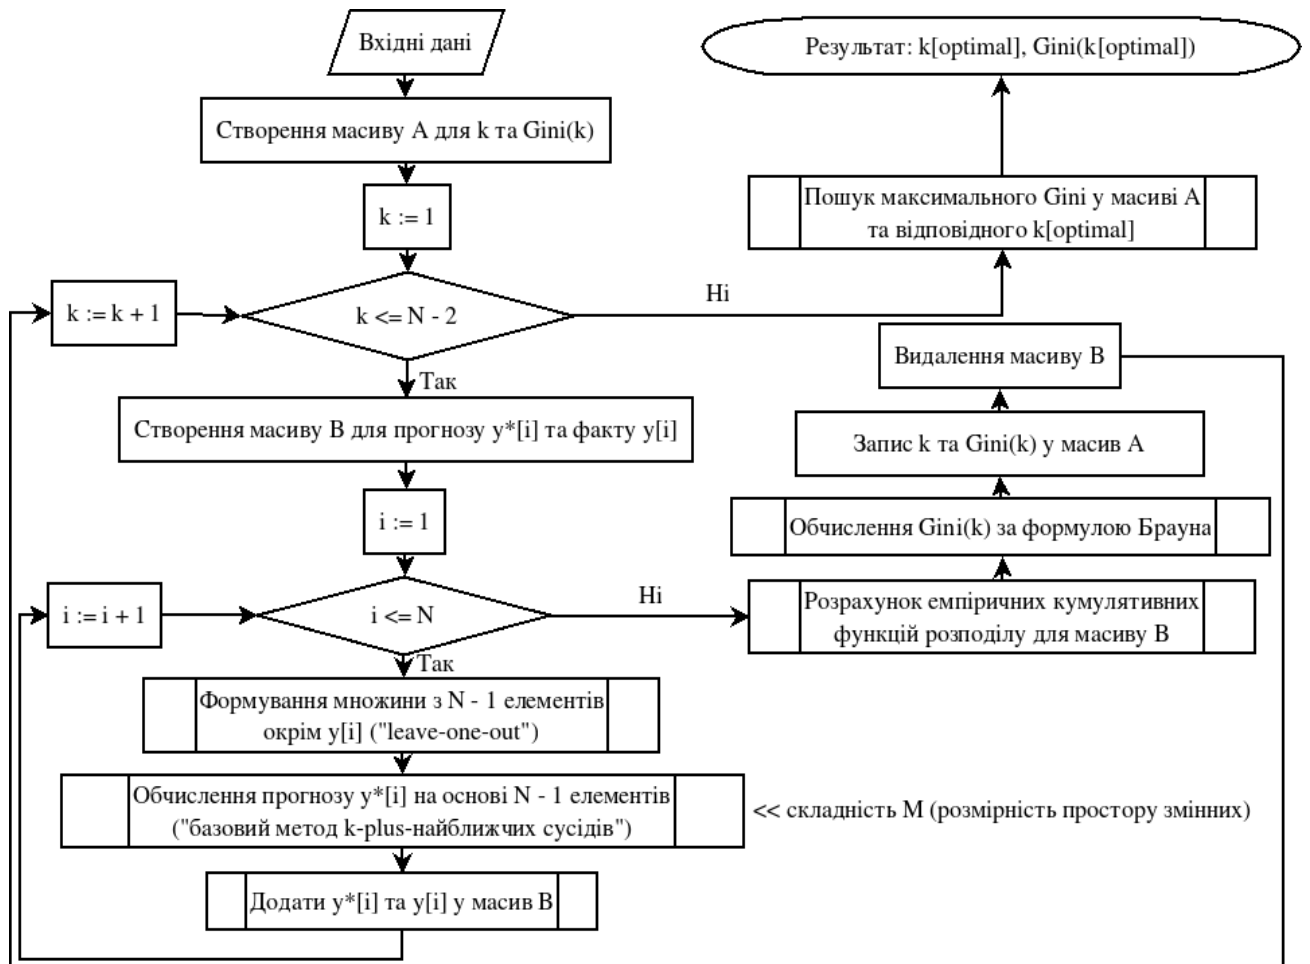 Вхідні дані
Створення масиву A для k та Gini(k)
k := 1
k := k + 1
k <= N - 2
Ні
Так
Створення масиву B для прогнозу y*[i] та факту y[i]
i := 1
i := i + 1
i <= N
Ні
Так
Формування множини з N - 1 елементів
окрім y[i] ("leave-one-out")
Обчислення прогнозу y*[i] на основі N - 1 елементів
("базовий метод k-plus-найближчих сусідів")
<< складність M (розмірність простору змінних)
Додати y*[i] та y[i] у масив B
Розрахунок емпіричних кумулятивних
функцій розподілу для масиву B
Обчислення Gini(k) за формулою Брауна
Запис k та Gini(k) у масив A
Видалення масиву B
Пошук максимального Gini у масиві A
та відповідного k[optimal]
Результат: k[optimal], Gini(k[optimal])